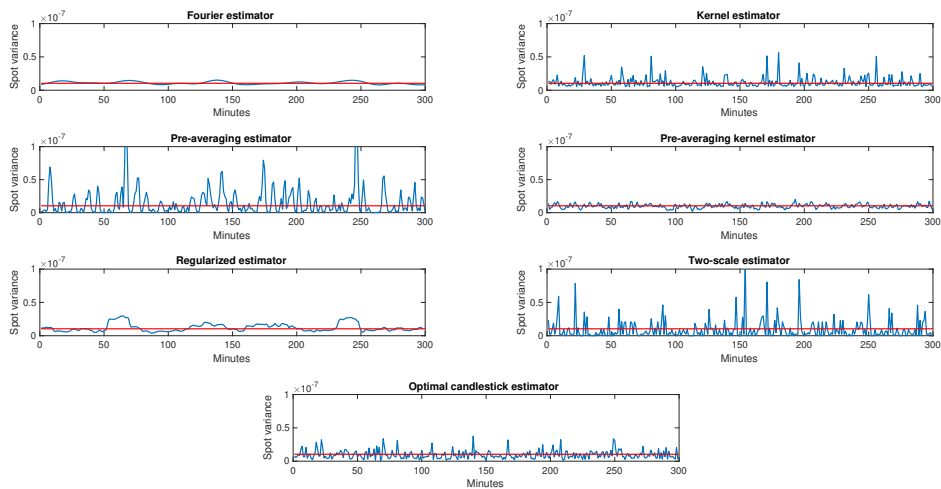 Fourier estimator
×10⁻⁷
1
0.5
0
Spot variance
0 50 100 150 200 250 300
Minutes
Kernel estimator
×10⁻⁷
1
0.5
0
Spot variance
0 50 100 150 200 250 300
Minutes
Pre-averaging estimator
×10⁻⁷
1
0.5
0
Spot variance
0 50 100 150 200 250 300
Minutes
Pre-averaging kernel estimator
×10⁻⁷
1
0.5
0
Spot variance
0 50 100 150 200 250 300
Minutes
Regularized estimator
×10⁻⁷
1
0.5
0
Spot variance
0 50 100 150 200 250 300
Minutes
Two-scale estimator
×10⁻⁷
1
0.5
0
Spot variance
0 50 100 150 200 250 300
Minutes
Optimal candlestick estimator
×10⁻⁷
1
0.5
0
Spot variance
0 50 100 150 200 250 300
Minutes